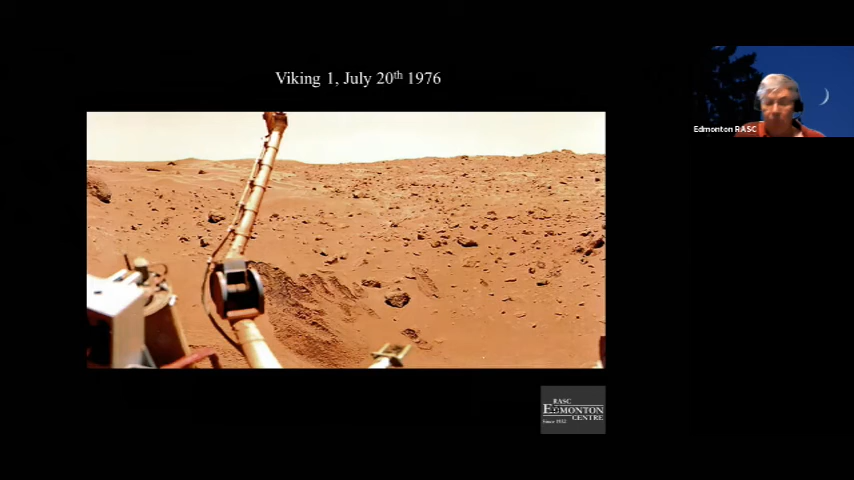 Viking 1, July 20th 1976
Edmonton RASC
RASC
EDMONTON
CENTRE
Since 1932